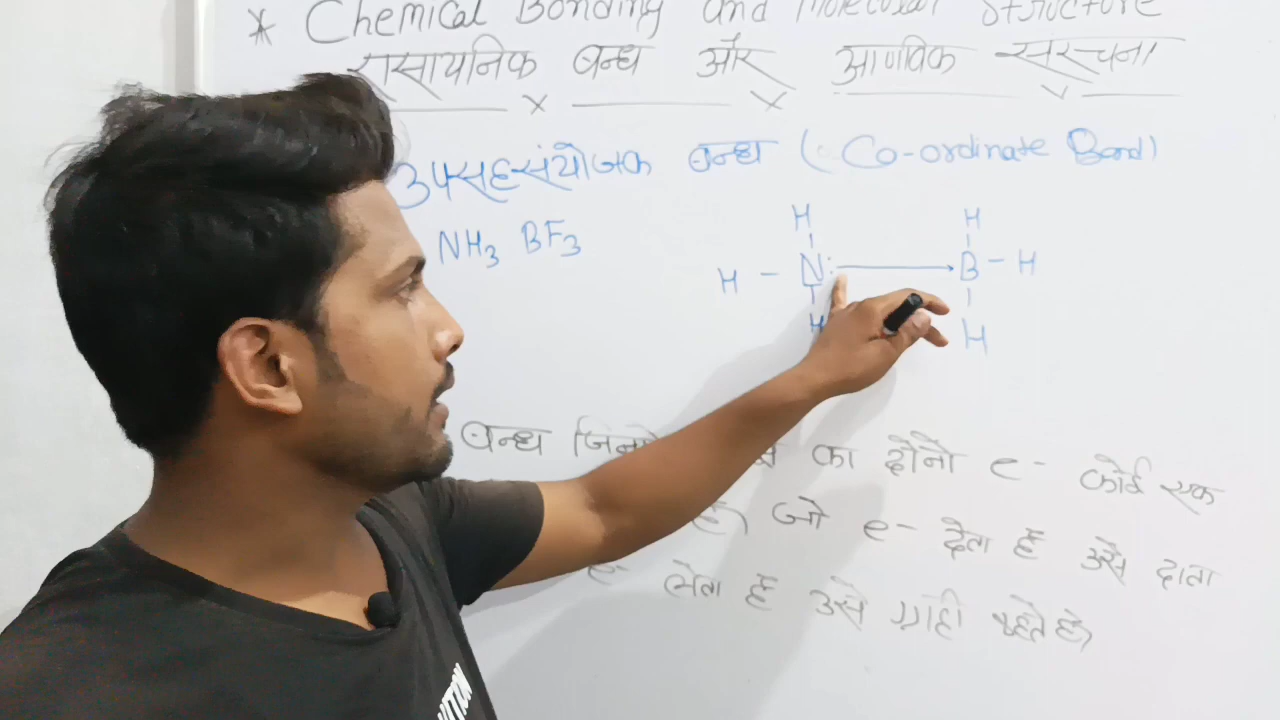 * Chemical Bonding and Molecular Structure
रासायनिक बन्ध और आणविक संरचना
उपसहसंयोजक बन्ध ( Co-ordinate Bond)
NH3 BF3
H H
H - N: → B - H
H H
बन्ध का दोनो e- कोई एक
है, जो e- देता है उसे दाता
e- लेता है उसे ग्राही कहते है,